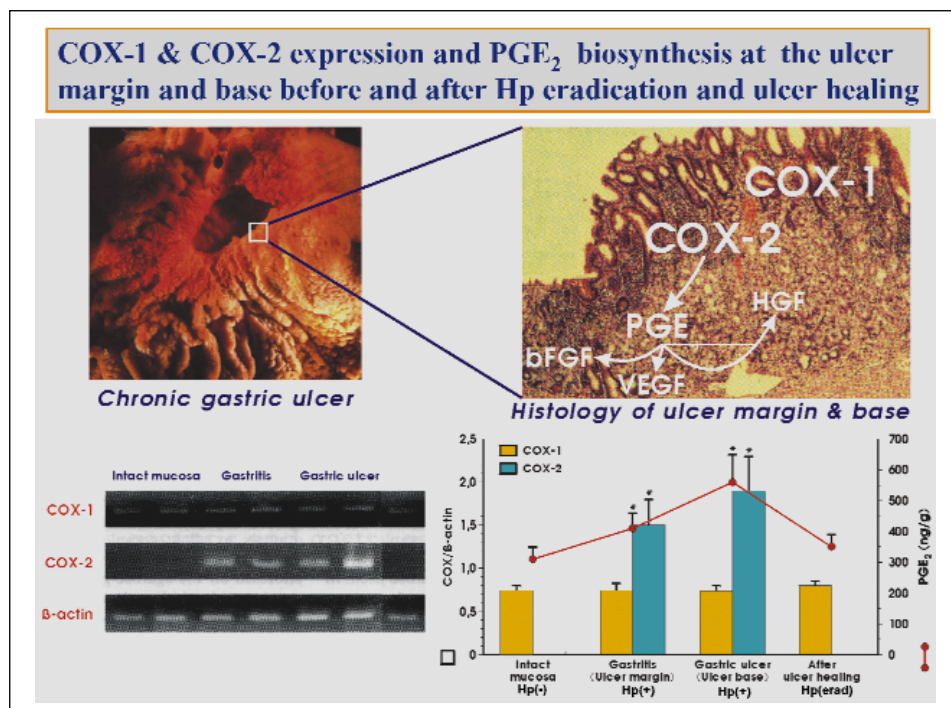 COX-1 & COX-2 expression and PGE₂ biosynthesis at the ulcer
margin and base before and after Hp eradication and ulcer healing
COX-1
COX-2
PGE
HGF
bFGF
VEGF
Chronic gastric ulcer
Histology of ulcer margin & base
Intact mucosa Gastritis Gastric ulcer
COX-1
COX-2
ß-actin
COX/ß-actin
2,5
2,0
1,5
1,0
0,5
0
COX-1
COX-2
*
*
*
*
700
600
500
400
300
200
100
0
PGE₂ (ng/g)
Intact
mucosa
Hp(-)
Gastritis
(Ulcer margin)
Hp(+)
Gastric ulcer
(Ulcer base)
Hp(+)
After
ulcer healing
Hp(erad)